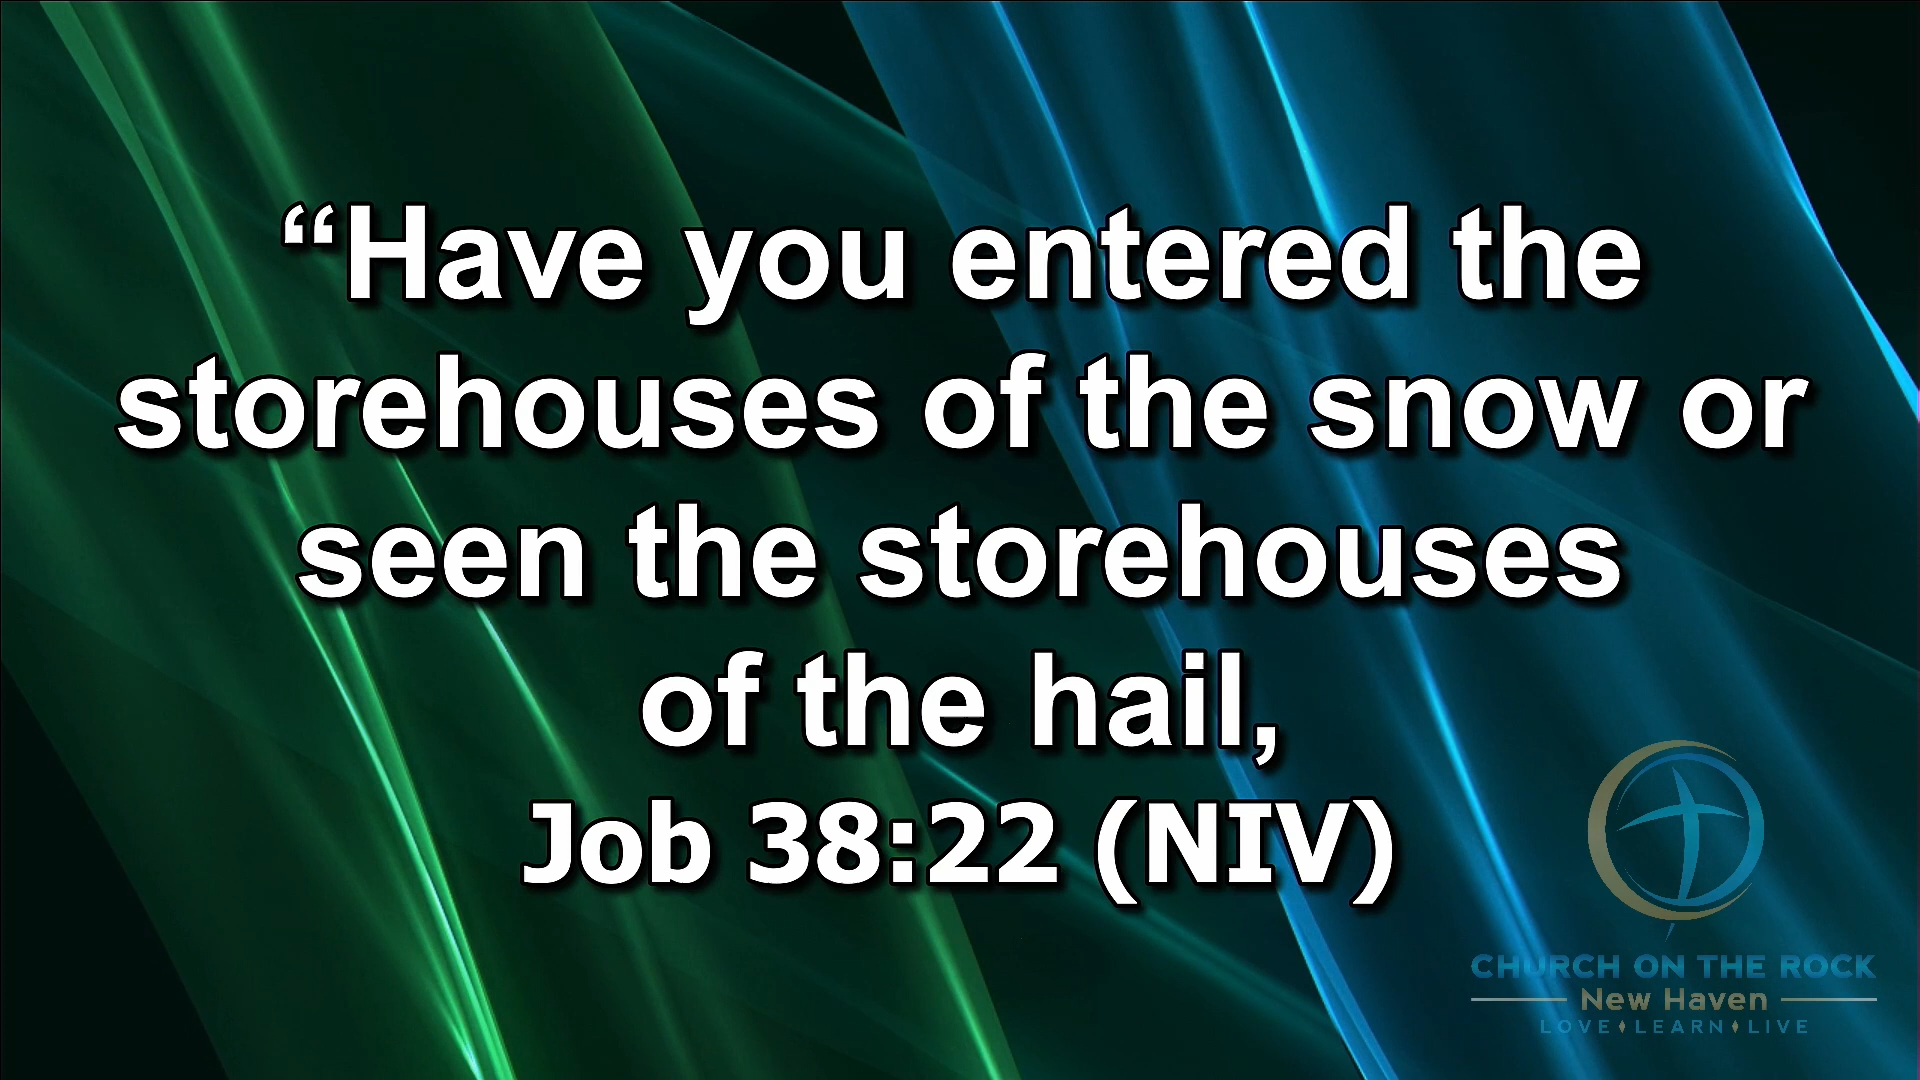 “Have you entered the
storehouses of the snow or
seen the storehouses
of the hail,
Job 38:22 (NIV)
CHURCH ON THE ROCK
New Haven
LOVE♦LEARN♦LIVE